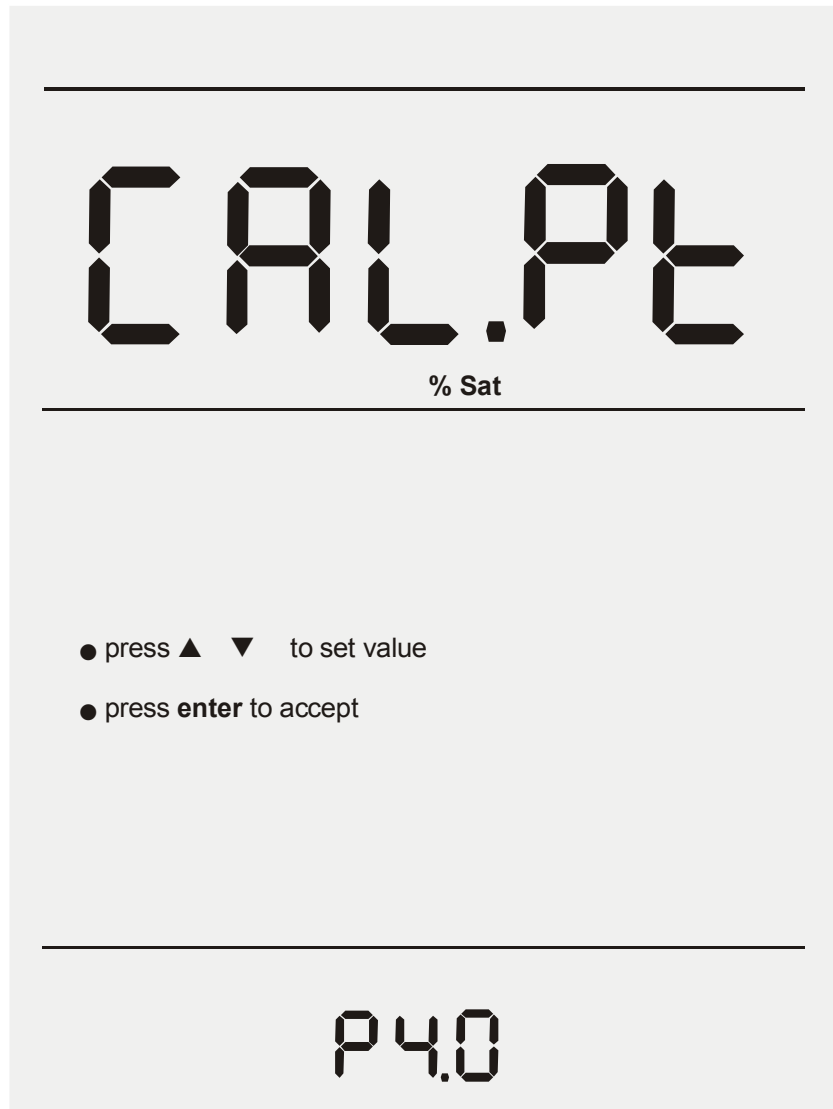 CAL.Pt
% Sat
● press ▲ ▼ to set value
● press enter to accept
P4.0